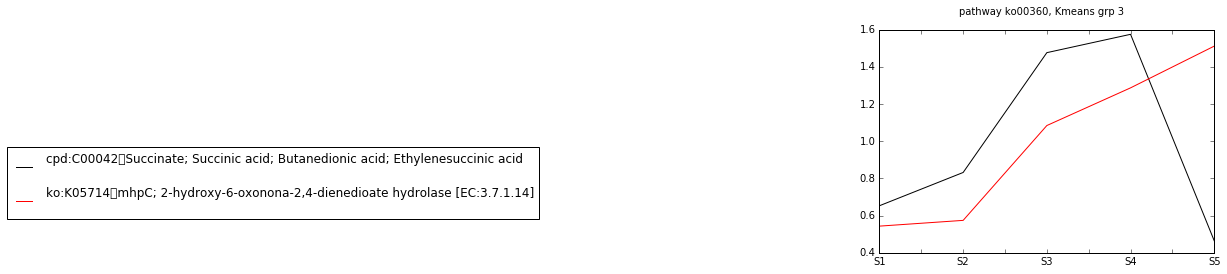 pathway ko00360, Kmeans grp 3
1.6
1.4
1.2
1.0
0.8
0.6
0.4
S1 S2 S3 S4 S5
cpd:C00042▯Succinate; Succinic acid; Butanedionic acid; Ethylenesuccinic acid
ko:K05714▯mhpC; 2-hydroxy-6-oxonona-2,4-dienedioate hydrolase [EC:3.7.1.14]